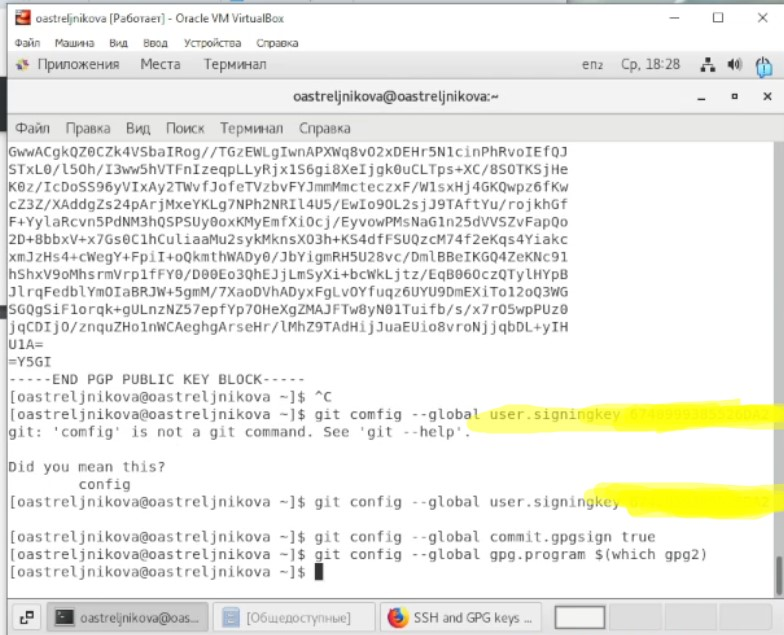 oastreljnikova [Работает] - Oracle VM VirtualBox
Файл Машина Вид Ввод Устройства Справка
Приложения Места Терминал en₂ Ср, 18:28
oastreljnikova@oastreljnikova:~
Файл Правка Вид Поиск Терминал Справка
GwwACgkQZ0CZk4VSbaIRog//TGzEWLgIwnAPXWq8vO2xDEHr5N1cinPhRvoIEfQJ
STxL0/l5Oh/I3ww5hVTFnIzeqpLLyRjx1S6gi8XeIjgk0uCLTps+XC/8SOTKSjHe
K0z/IcDoSS96yVIxAy2TWvfJofeTVzbvFYJmmMmcteczxF/W1sxHj4GKQwpz6fKw
cZ3Z/XAddgZs24pArjMxeYKLg7NPh2NRIl4U5/EwIo9OL2sjJ9TAftYu/rojkhGf
F+YylaRcvn5PdNM3hQSPSUy0oxKMyEmfXiOcj/EyvowPMsNaG1n25dVVSZvFapQo
2D+8bbxV+x7Gs0C1hCuliaaMu2sykMknsXO3h+KS4dfFSUQzcM74f2eKqs4Yiakc
xmJzHs4+cWegY+FpiI+oQkmthWADy0/JbYigmRH5U28vc/DmlBBeIKGQ4ZeKNc91
hShxV9oMhsrmVrp1fFY0/D00Eo3QhEJjLmSyXi+bcWkLjtz/EqB06OczQTylHYpB
JlrqFedblYmOIaBRJW+5gmM/7XaoDVhADyxFgLvOYfuqz6UYU9DmEXiTo12oQ3WG
SGQgSiF1orqk+gULnzNZ57epfYp7OHeXgZMAJFTw8yN01Tuifb/s/x7rO5wpPUz0
jqCDIjO/znquZHo1nWCAeghgArseHr/lMhZ9TAdHijJuaEUio8vroNjjqbDL+yIH
U1A=
=Y5GI
-----END PGP PUBLIC KEY BLOCK-----
[oastreljnikova@oastreljnikova ~]$ ^C
[oastreljnikova@oastreljnikova ~]$ git comfig --global user.signingkey
git: 'comfig' is not a git command. See 'git --help'.
Did you mean this?
config
[oastreljnikova@oastreljnikova ~]$ git config --global user.signingkey
[oastreljnikova@oastreljnikova ~]$ git config --global commit.gpgsign true
[oastreljnikova@oastreljnikova ~]$ git config --global gpg.program $(which gpg2)
[oastreljnikova@oastreljnikova ~]$
oastreljnikova@oas... [Общедоступные] SSH and GPG keys ...